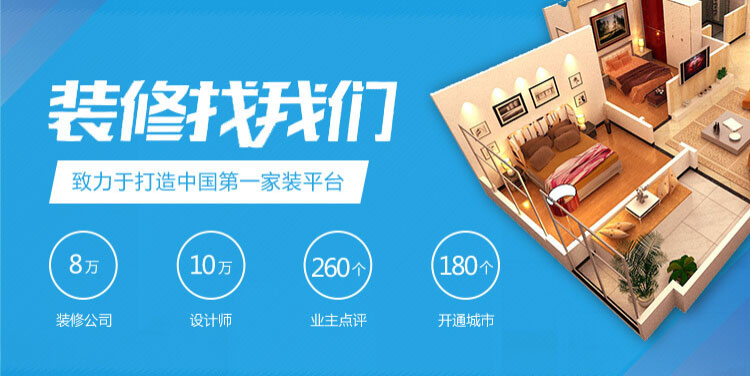 装修找我们
致力于打造中国第一家装平台
8万
10万
260个
180个
装修公司
设计师
业主点评
开通城市